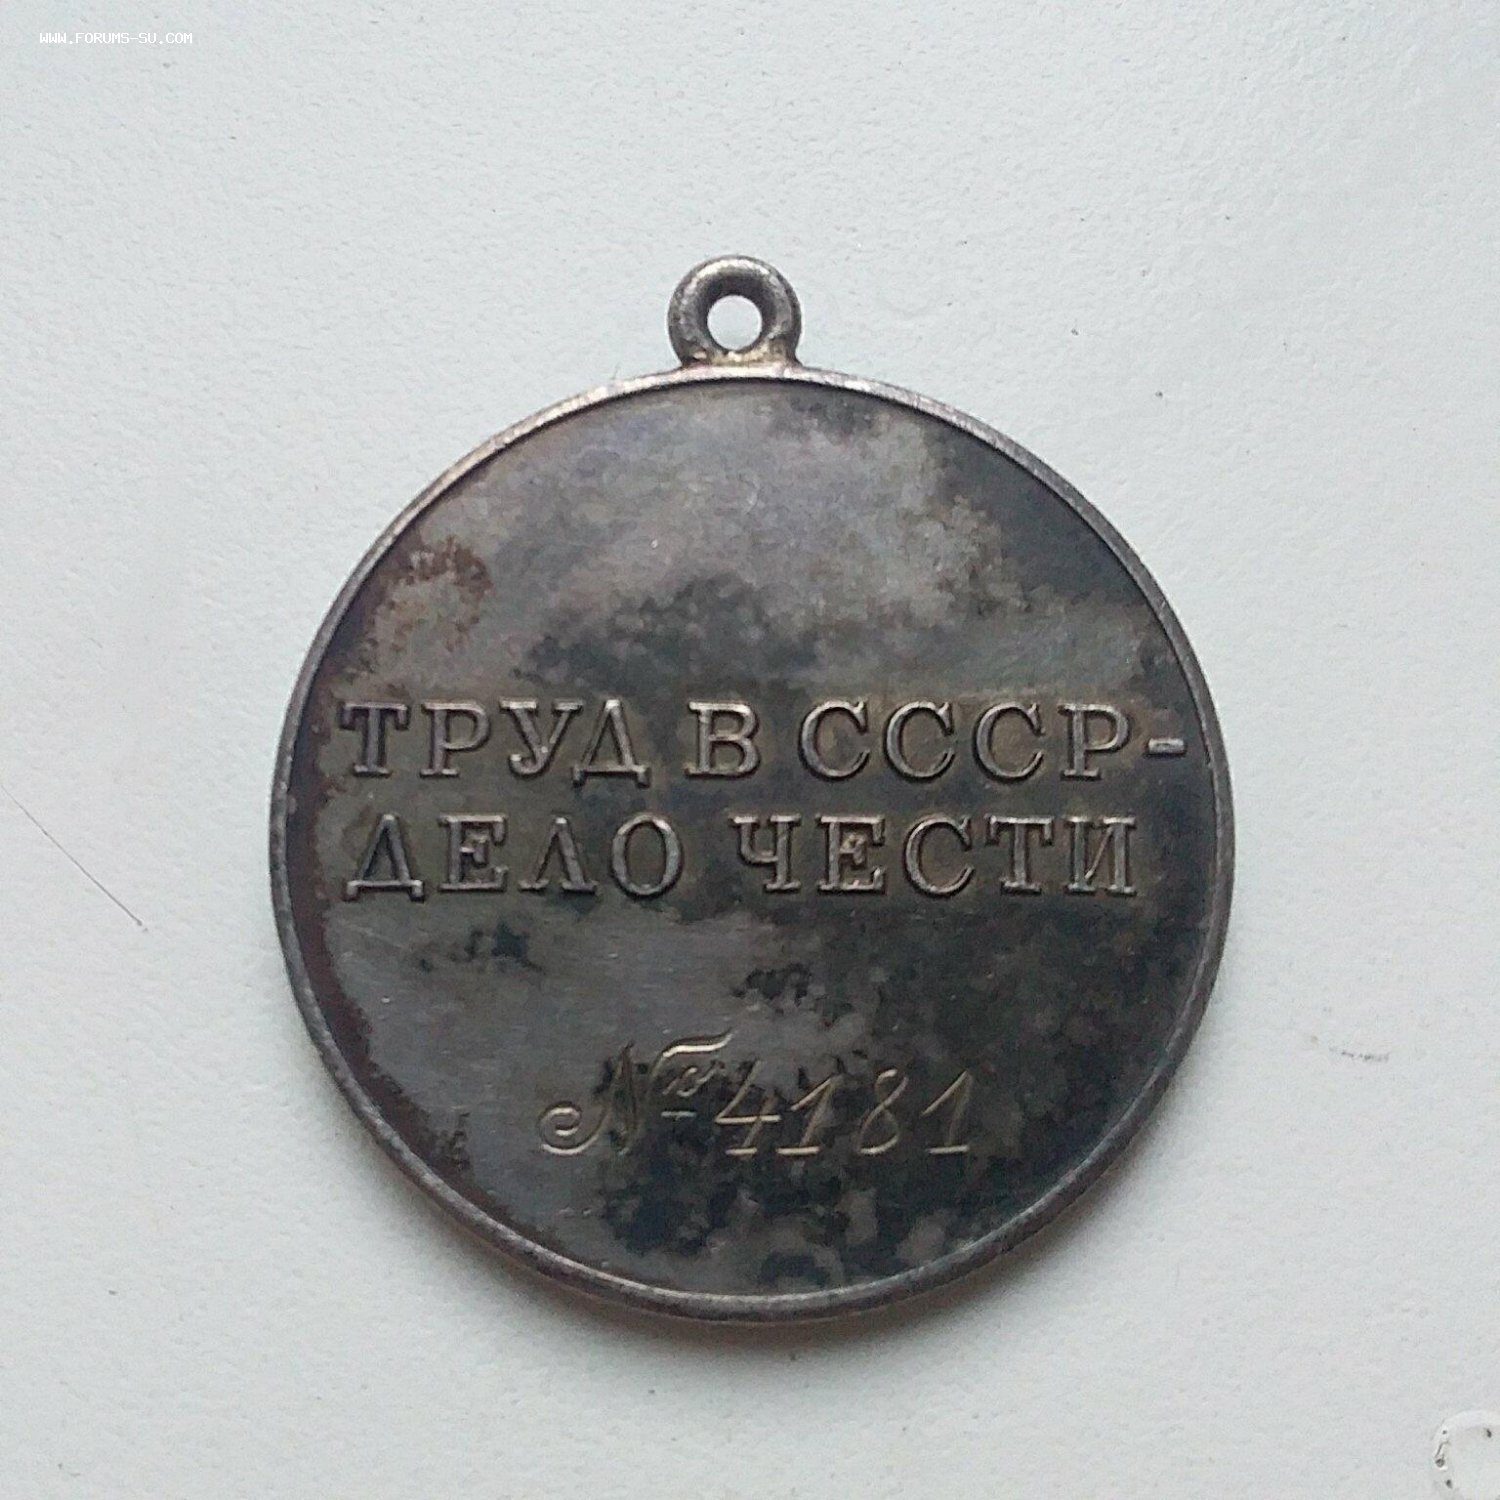 WWW.FORUMS-SU.COM
ТРУД В СССР-
ДЕЛО ЧЕСТИ
№ 4181